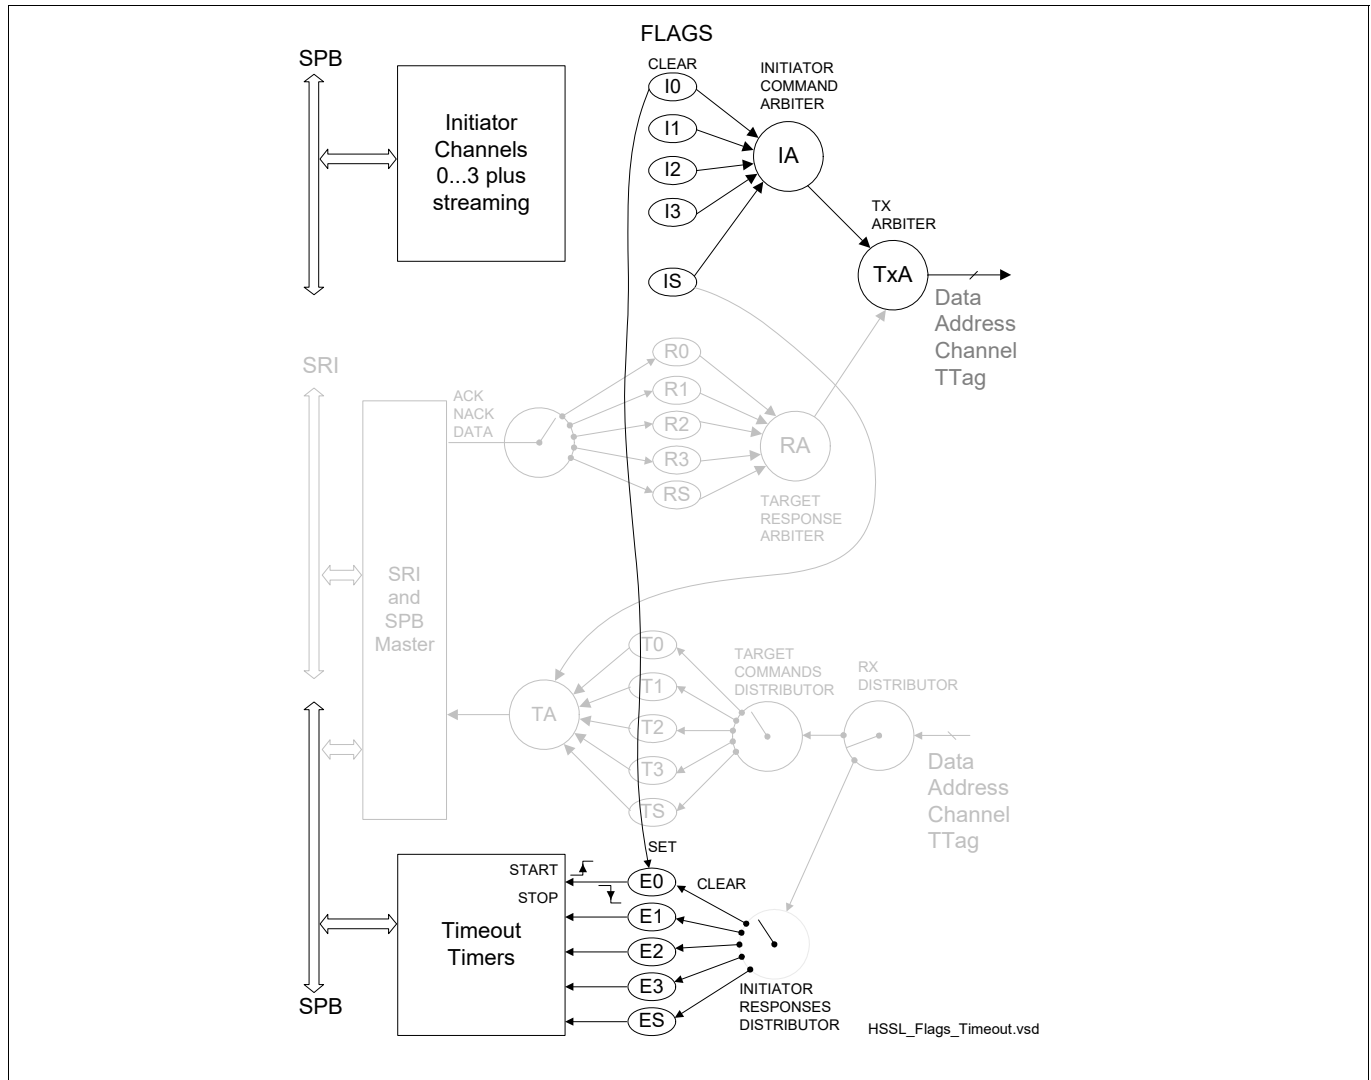 FLAGS
SPB
CLEAR
I0
I1
I2
I3
IS
INITIATOR
COMMAND
ARBITER
IA
Initiator
Channels
0...3 plus
streaming
TX
ARBITER
TxA
Data
Address
Channel
TTag
SRI
ACK
NACK
DATA
R0
R1
R2
R3
RS
RA
TARGET
RESPONSE
ARBITER
SRI
and
SPB
Master
TA
T0
T1
T2
T3
TS
TARGET
COMMANDS
DISTRIBUTOR
RX
DISTRIBUTOR
Data
Address
Channel
TTag
SET
START
STOP
Timeout
Timers
E0
E1
E2
E3
ES
CLEAR
INITIATOR
RESPONSES
DISTRIBUTOR
SPB
HSSL_Flags_Timeout.vsd